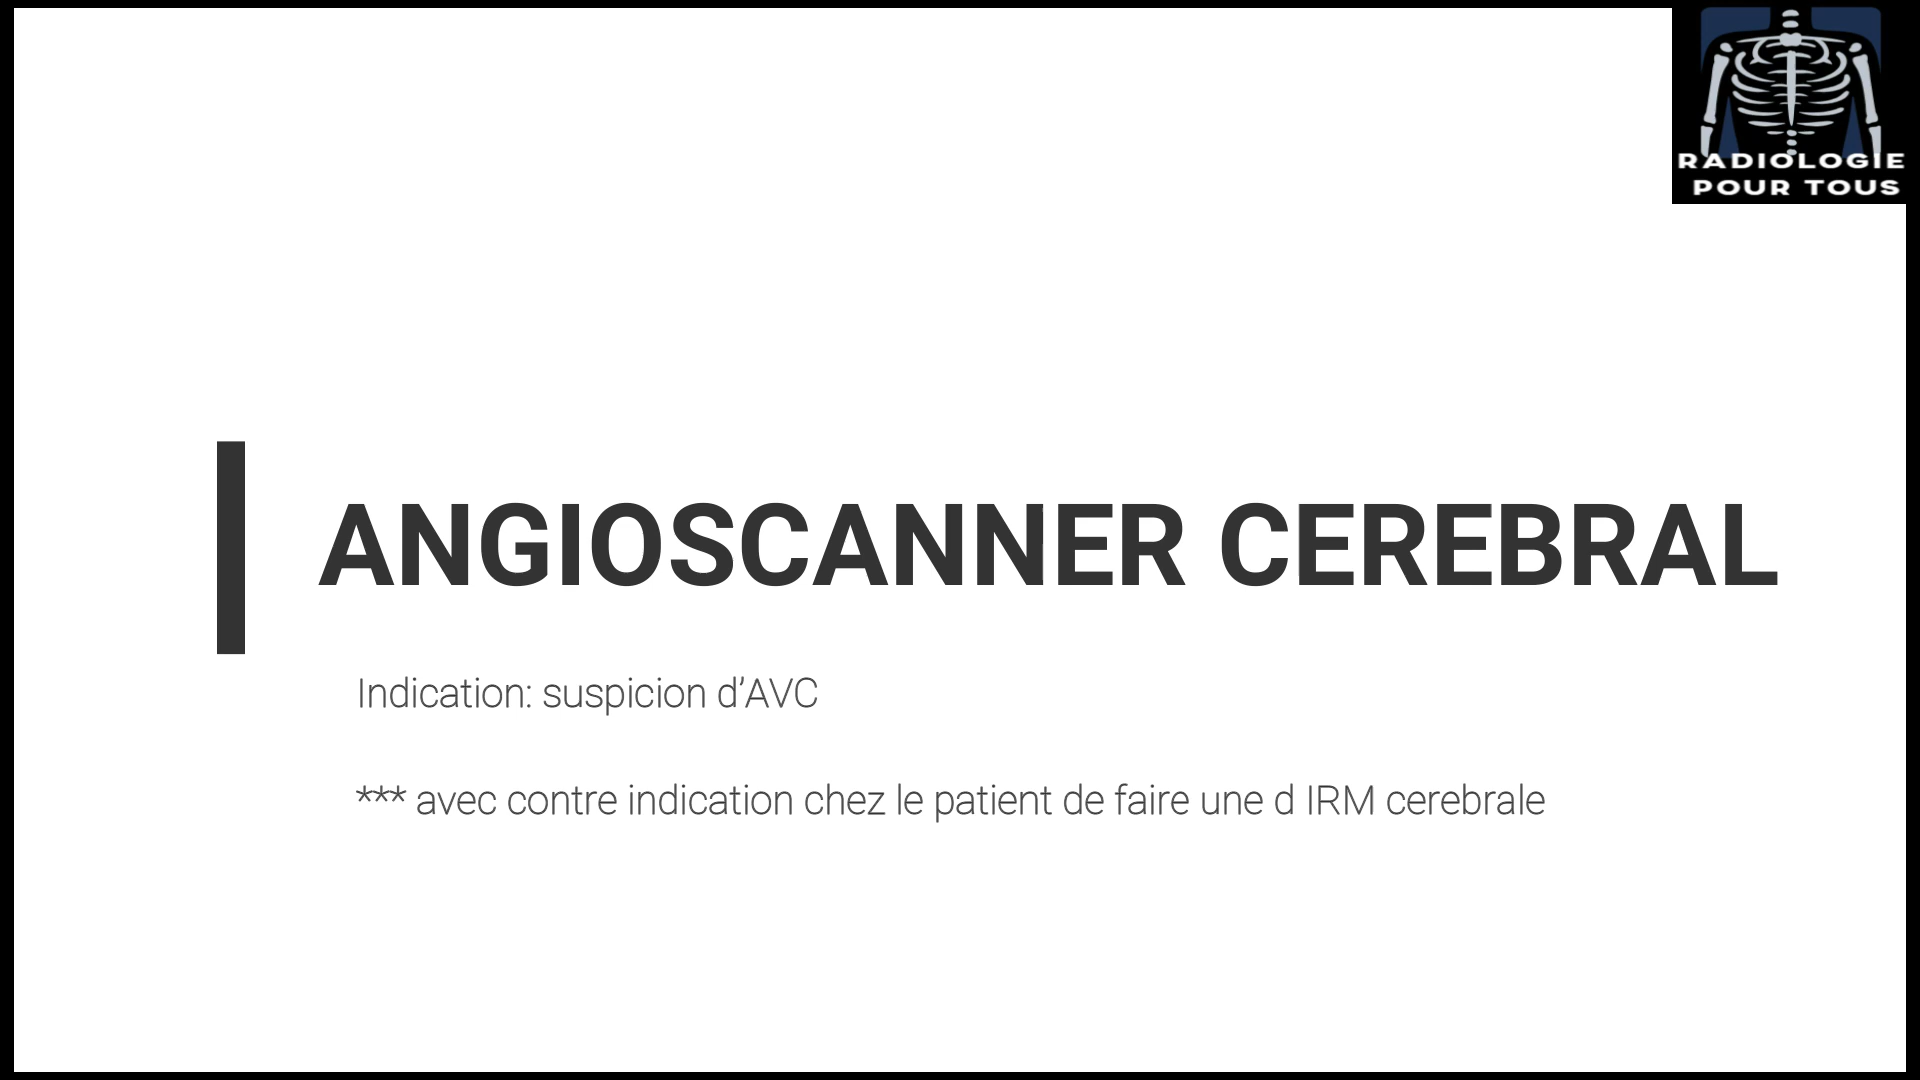 RADIOLOGIE
POUR TOUS
ANGIOSCANNER CEREBRAL
Indication: suspicion d’AVC
*** avec contre indication chez le patient de faire une d IRM cerebrale